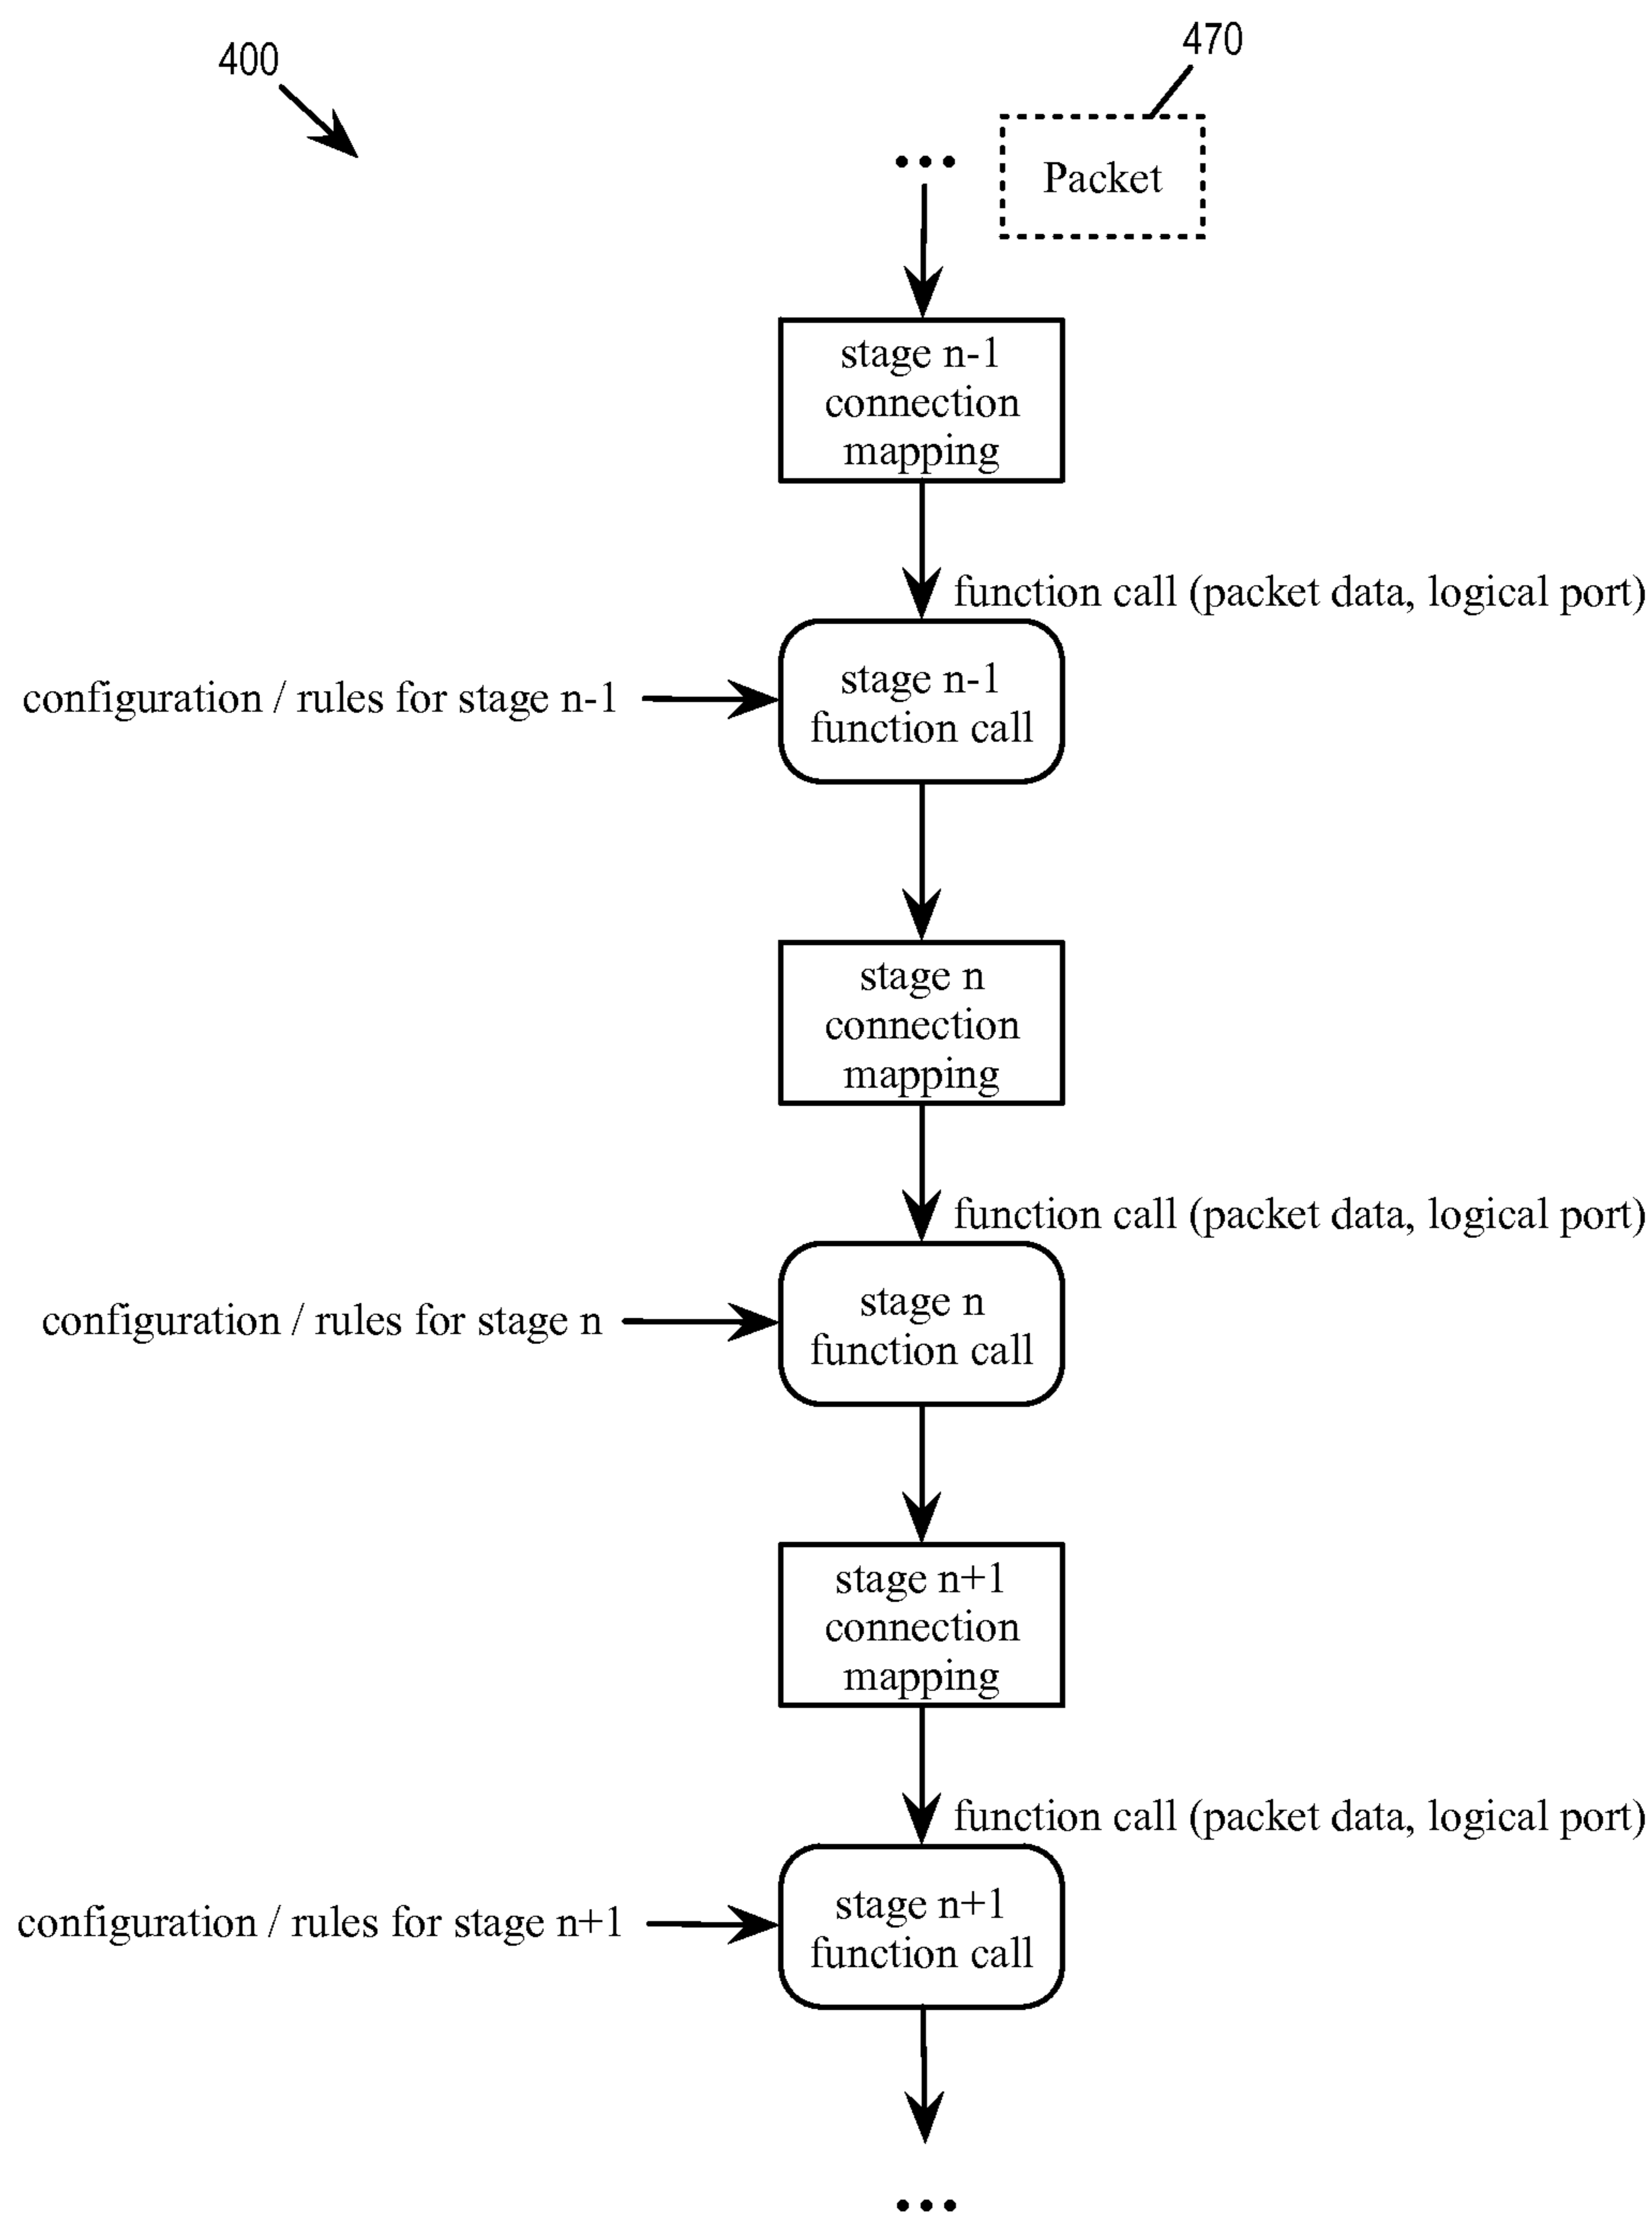 400
470
...
Packet
stage n-1
connection
mapping
function call (packet data, logical port)
configuration / rules for stage n-1
stage n-1
function call
stage n
connection
mapping
function call (packet data, logical port)
configuration / rules for stage n
stage n
function call
stage n+1
connection
mapping
function call (packet data, logical port)
configuration / rules for stage n+1
stage n+1
function call
...